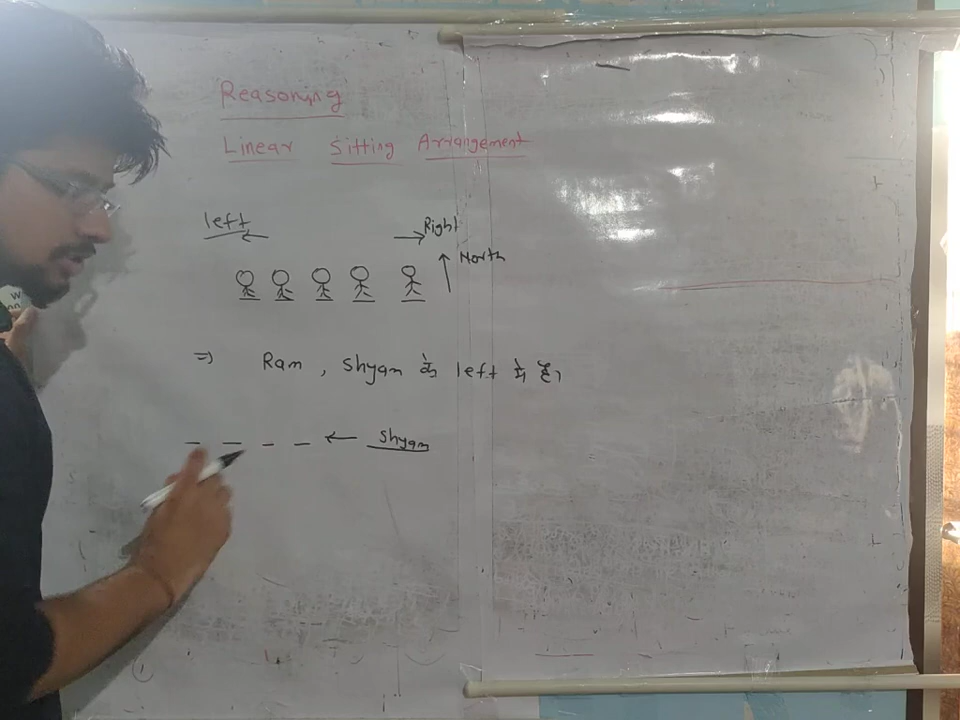 Reasoning
Linear Sitting Arrangement
left ←
→ Right
↑ North
⇒ Ram , Shyam के left में है।
_ _ _ _ ← Shyam